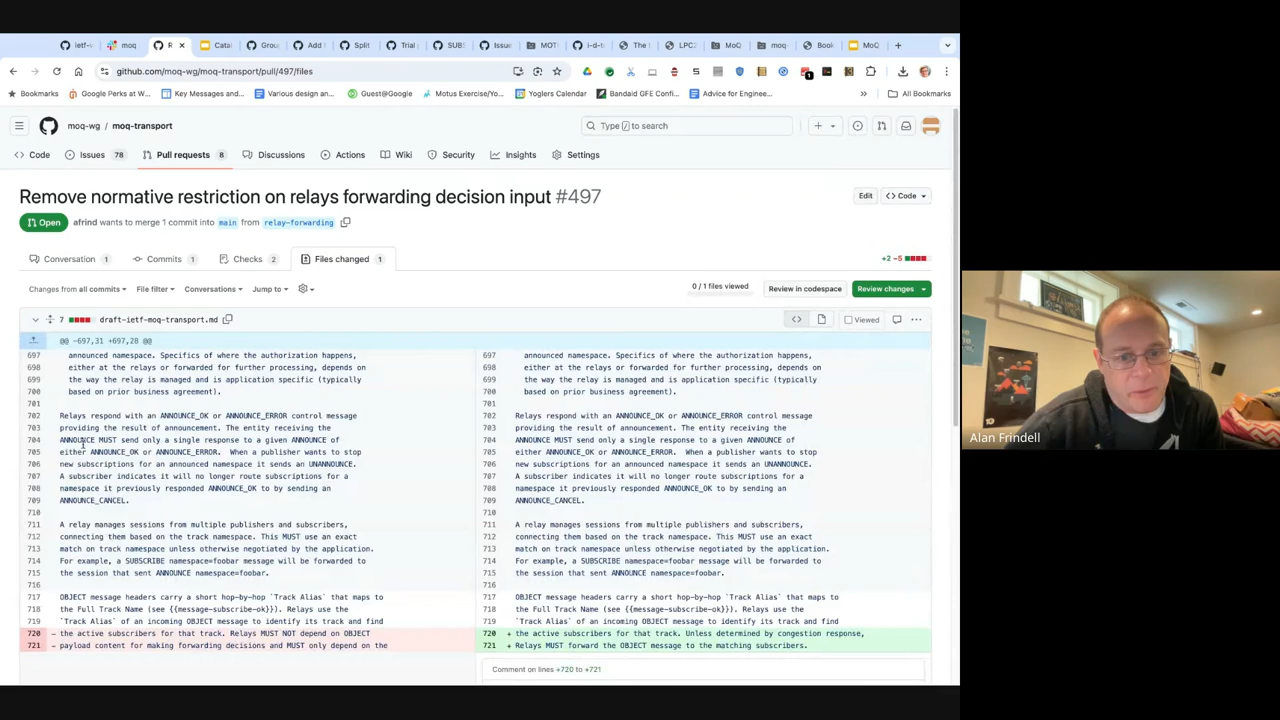 ietf-w
moq
R
Cata
Grou
Add
Split
Trial
SUBS
Issue
MOT
i-d-t
The
LPC
MoQ
moq
Book
MoQ
github.com/moq-wg/moq-transport/pull/497/files
Bookmarks
Google Perks at W...
Key Messages and...
Various design an...
Guest@Google
Motus Exercise/Yo...
Yoglers Calendar
Bandaid GFE Confi...
Advice for Enginee...
All Bookmarks
moq-wg / moq-transport
Type / to search
Code
Issues 78
Pull requests 8
Discussions
Actions
Wiki
Security
Insights
Settings
Remove normative restriction on relays forwarding decision input #497
Edit
<> Code
Open
afrind wants to merge 1 commit into main from relay-forwarding
Conversation 1
Commits 1
Checks 2
Files changed 1
+2 −5
Changes from all commits
File filter
Conversations
Jump to
0 / 1 files viewed
Review in codespace
Review changes
7 draft-ietf-moq-transport.md
Viewed
@@ -697,31 +697,28 @@
697 announced namespace. Specifics of where the authorization happens,
698 either at the relays or forwarded for further processing, depends on
699 the way the relay is managed and is application specific (typically
700 based on prior business agreement).
701
702 Relays respond with an ANNOUNCE_OK or ANNOUNCE_ERROR control message
703 providing the result of announcement. The entity receiving the
704 ANNOUNCE MUST send only a single response to a given ANNOUNCE of
705 either ANNOUNCE_OK or ANNOUNCE_ERROR. When a publisher wants to stop
706 new subscriptions for an announced namespace it sends an UNANNOUNCE.
707 A subscriber indicates it will no longer route subscriptions for a
708 namespace it previously responded ANNOUNCE_OK to by sending an
709 ANNOUNCE_CANCEL.
710
711 A relay manages sessions from multiple publishers and subscribers,
712 connecting them based on the track namespace. This MUST use an exact
713 match on track namespace unless otherwise negotiated by the application.
714 For example, a SUBSCRIBE namespace=foobar message will be forwarded to
715 the session that sent ANNOUNCE namespace=foobar.
716
717 OBJECT message headers carry a short hop-by-hop `Track Alias` that maps to
718 the Full Track Name (see {{message-subscribe-ok}}). Relays use the
719 `Track Alias` of an incoming OBJECT message to identify its track and find
720 - the active subscribers for that track. Relays MUST NOT depend on OBJECT
721 - payload content for making forwarding decisions and MUST only depend on the
697 announced namespace. Specifics of where the authorization happens,
698 either at the relays or forwarded for further processing, depends on
699 the way the relay is managed and is application specific (typically
700 based on prior business agreement).
701
702 Relays respond with an ANNOUNCE_OK or ANNOUNCE_ERROR control message
703 providing the result of announcement. The entity receiving the
704 ANNOUNCE MUST send only a single response to a given ANNOUNCE of
705 either ANNOUNCE_OK or ANNOUNCE_ERROR. When a publisher wants to stop
706 new subscriptions for an announced namespace it sends an UNANNOUNCE.
707 A subscriber indicates it will no longer route subscriptions for a
708 namespace it previously responded ANNOUNCE_OK to by sending an
709 ANNOUNCE_CANCEL.
710
711 A relay manages sessions from multiple publishers and subscribers,
712 connecting them based on the track namespace. This MUST use an exact
713 match on track namespace unless otherwise negotiated by the application.
714 For example, a SUBSCRIBE namespace=foobar message will be forwarded to
715 the session that sent ANNOUNCE namespace=foobar.
716
717 OBJECT message headers carry a short hop-by-hop `Track Alias` that maps to
718 the Full Track Name (see {{message-subscribe-ok}}). Relays use the
719 `Track Alias` of an incoming OBJECT message to identify its track and find
720 + the active subscribers for that track. Unless determined by congestion response,
721 + Relays MUST forward the OBJECT message to the matching subscribers.
Comment on lines +720 to +721
Alan Frindell